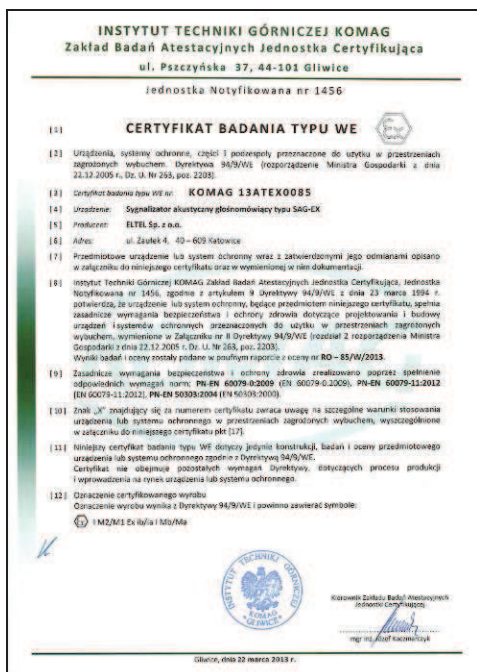 INSTYTUT TECHNIKI GÓRNICZEJ KOMAG
Zakład Badań Atestacyjnych Jednostka Certyfikująca
ul. Pszczyńska 37, 44-101 Gliwice
Jednostka Notyfikowana nr 1456
[1] CERTYFIKAT BADANIA TYPU WE
[2] Urządzenia, systemy ochronne, części i podzespoły przeznaczone do użytku w przestrzeniach
zagrożonych wybuchem. Dyrektywa 94/9/WE (rozporządzenie Ministra Gospodarki z dnia
22.12.2005 r., Dz. U. Nr 263, poz. 2203).
[3] Certyfikat badania typu WE nr: KOMAG 13ATEX0085
[4] Urządzenie: Sygnalizator akustyczny głośnomówiący typu SAG-EX
[5] Producent: ELTEL Sp. z o.o.
[6] Adres: ul. Zaułek 4, 40–609 Katowice
[7] Przedmiotowe urządzenie lub system ochronny wraz z zatwierdzonymi jego odmianami opisano
w załączniku do niniejszego certyfikatu oraz w wymienionej w nim dokumentacji.
[8] Instytut Techniki Górniczej KOMAG Zakład Badań Atestacyjnych Jednostka Certyfikująca, Jednostka
Notyfikowana nr 1456, zgodnie z artykułem 9 Dyrektywy 94/9/WE z dnia 23 marca 1994 r.
potwierdza, że urządzenie lub system ochronny, będące przedmiotem niniejszego certyfikatu, spełnia
zasadnicze wymagania bezpieczeństwa i ochrony zdrowia dotyczące projektowania i budowy
urządzeń i systemów ochronnych przeznaczonych do użytku w przestrzeniach zagrożonych
wybuchem, wymienione w Załączniku nr II Dyrektywy 94/9/WE (rozdział 2 rozporządzenia Ministra
Gospodarki z dnia 22.12.2005 r. Dz. U. Nr 263, poz. 2203).
Wyniki badań i oceny zostały podane w poufnym raporcie z oceny nr RO – 85/W/2013.
[9] Zasadnicze wymagania bezpieczeństwa i ochrony zdrowia zrealizowano poprzez spełnienie
odpowiednich wymagań norm: PN-EN 60079-0:2009 (EN 60079-0:2009), PN-EN 60079-11:2012
(EN 60079-11:2012), PN-EN 50303:2004 (EN 50303:2000).
[10] Znak „X" znajdujący się za numerem certyfikatu zwraca uwagę na szczególne warunki stosowania
urządzenia lub systemu ochronnego w przestrzeniach zagrożonych wybuchem, wyszczególnione
w załączniku do niniejszego certyfikatu pkt [17].
[11] Niniejszy certyfikat badania typu WE dotyczy jedynie konstrukcji, badań i oceny przedmiotowego
urządzenia lub systemu ochronnego zgodnie z Dyrektywą 94/9/WE.
Certyfikat nie obejmuje pozostałych wymagań Dyrektywy, dotyczących procesu produkcji
i wprowadzenia na rynek urządzenia lub systemu ochronnego.
[12] Oznaczenie certyfikowanego wyrobu
Oznaczenie wyrobu wynika z Dyrektywy 94/9/WE i powinno zawierać symbole:
Ex I M2/M1 Ex ib/ia I Mb/Ma
INSTYTUT TECHNIKI GÓRNICZEJ
KOMAG
GLIWICE
Kierownik Zakładu Badań Atestacyjnych
Jednostki Certyfikującej
mgr inż. Józef Kaczmarczyk
Gliwice, dnia 22 marca 2013 r.